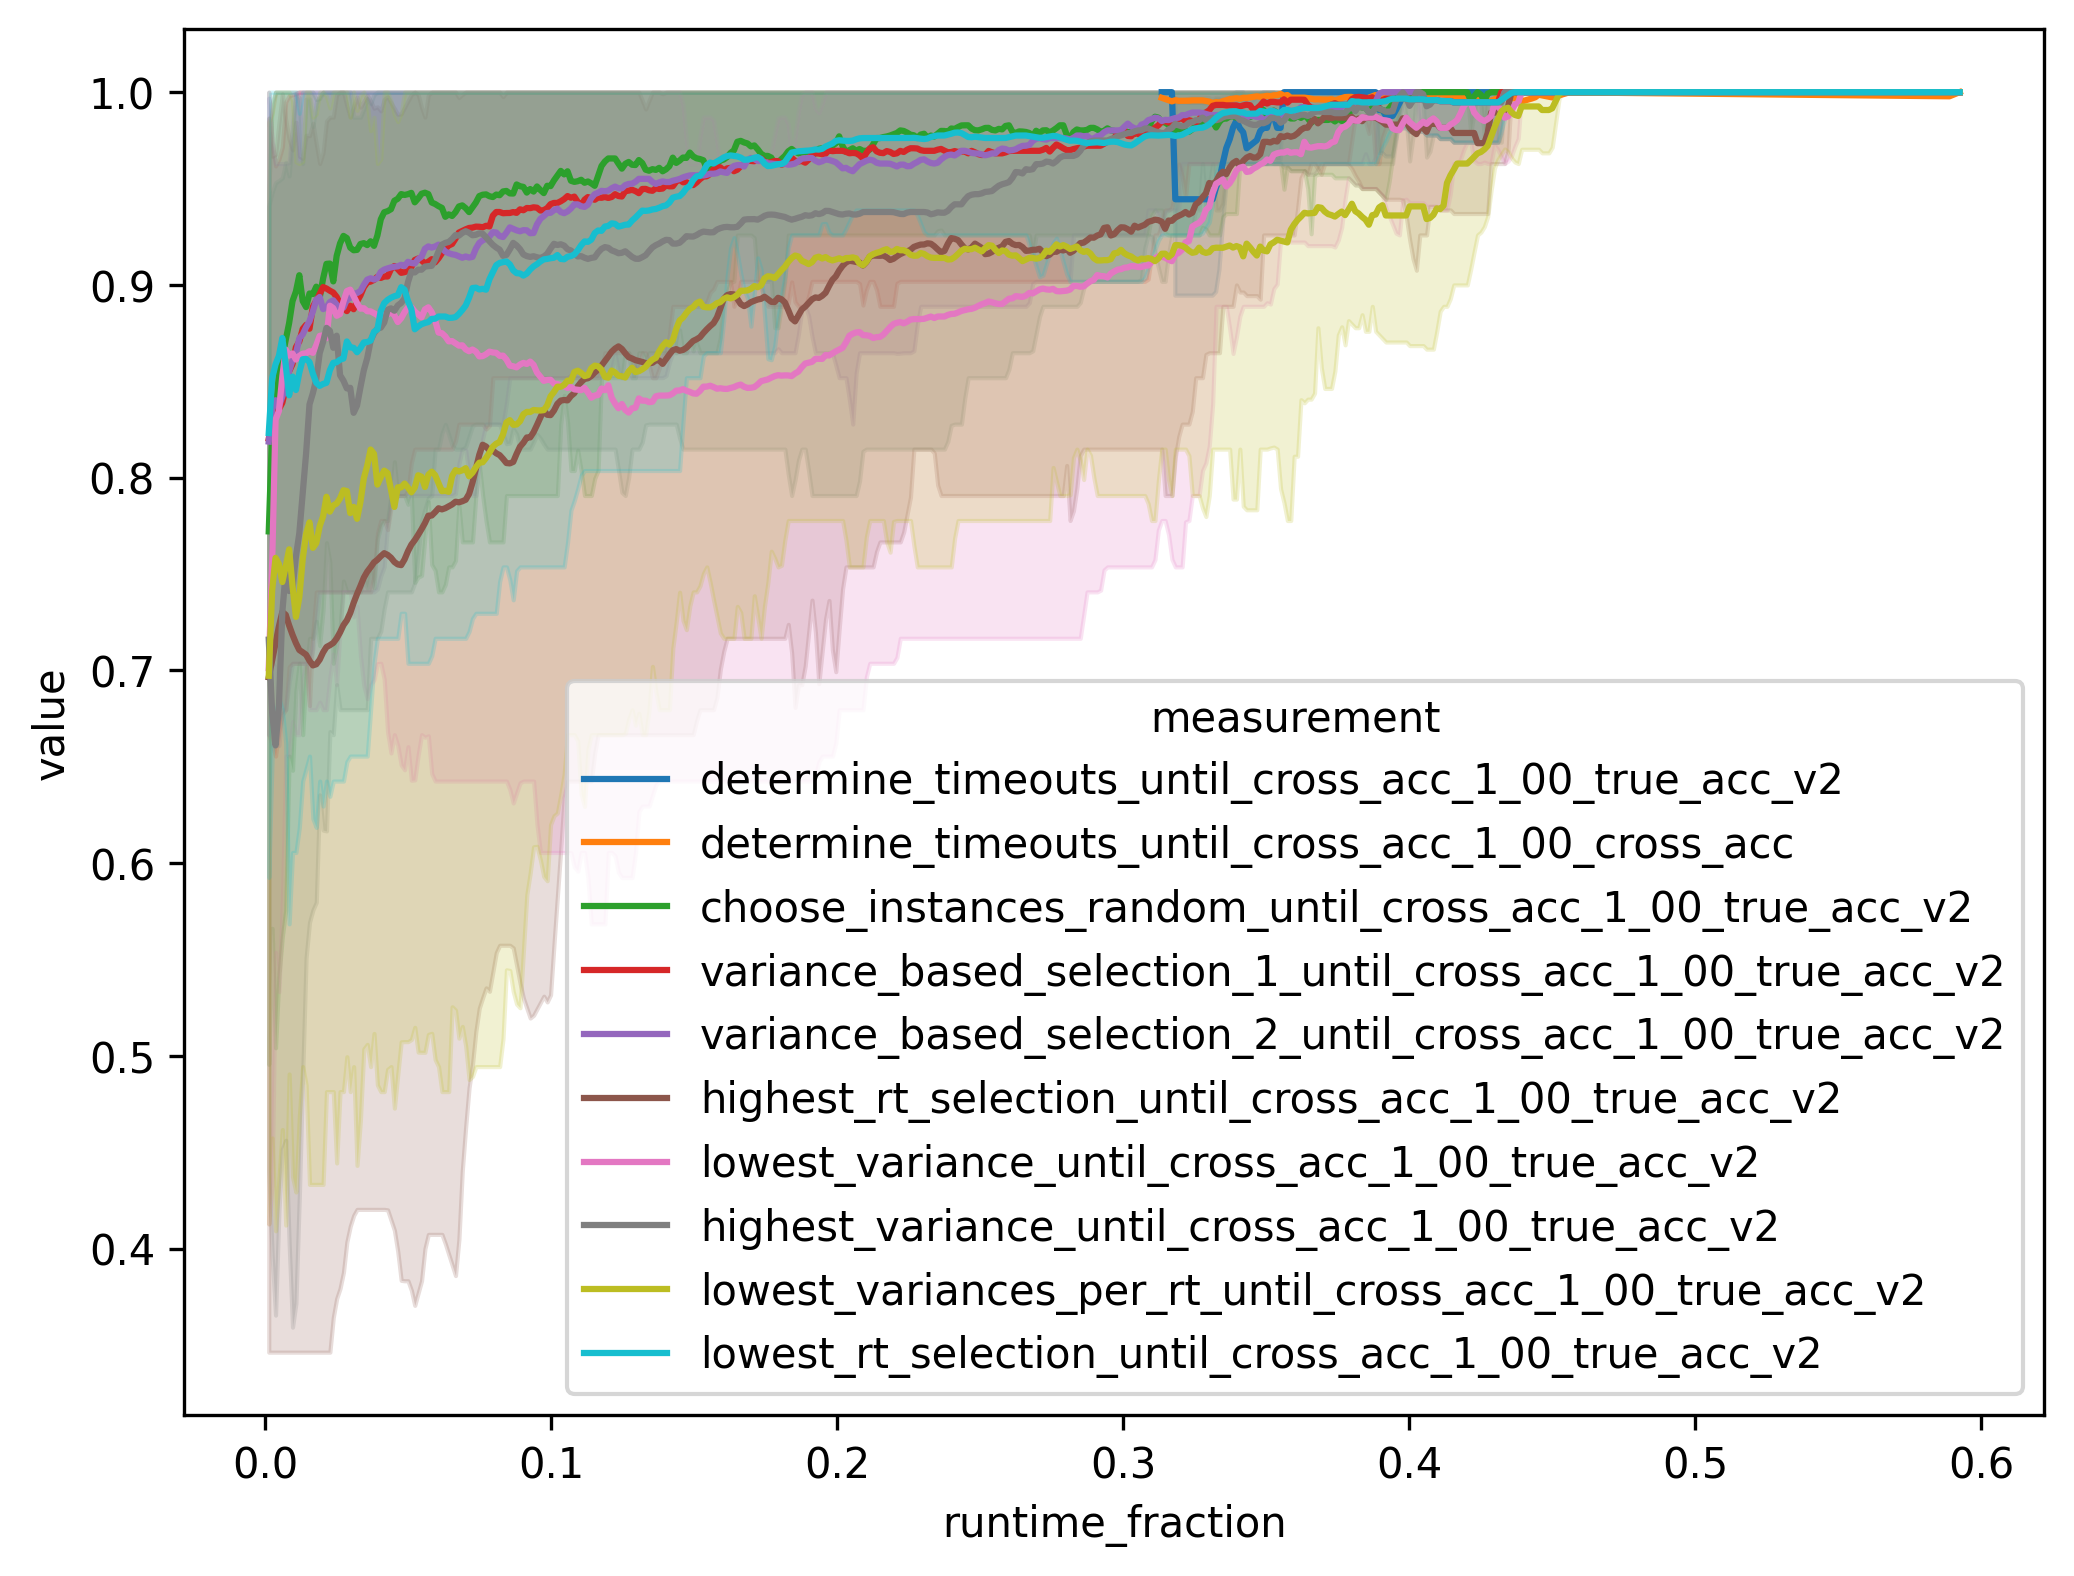 1.0
0.9
0.8
0.7
0.6
0.5
0.4
value
measurement
determine_timeouts_until_cross_acc_1_00_true_acc_v2
determine_timeouts_until_cross_acc_1_00_cross_acc
choose_instances_random_until_cross_acc_1_00_true_acc_v2
variance_based_selection_1_until_cross_acc_1_00_true_acc_v2
variance_based_selection_2_until_cross_acc_1_00_true_acc_v2
highest_rt_selection_until_cross_acc_1_00_true_acc_v2
lowest_variance_until_cross_acc_1_00_true_acc_v2
highest_variance_until_cross_acc_1_00_true_acc_v2
lowest_variances_per_rt_until_cross_acc_1_00_true_acc_v2
lowest_rt_selection_until_cross_acc_1_00_true_acc_v2
0.0 0.1 0.2 0.3 0.4 0.5 0.6
runtime_fraction